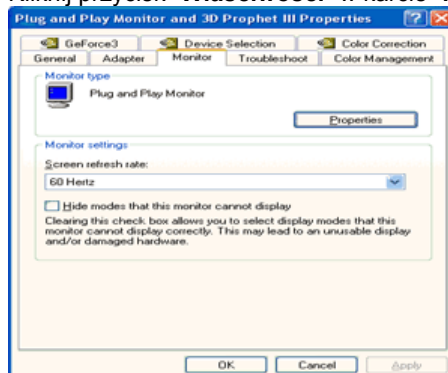 Plug and Play Monitor and 3D Prophet III Properties
GeForce3 Device Selection Color Correction
General Adapter Monitor Troubleshoot Color Management
Monitor type
Plug and Play Monitor
Properties
Monitor settings
Screen refresh rate:
60 Hertz
Hide modes that this monitor cannot display
Clearing this check box allows you to select display modes that this
monitor cannot display correctly. This may lead to an unusable display
and/or damaged hardware.
OK Cancel Apply